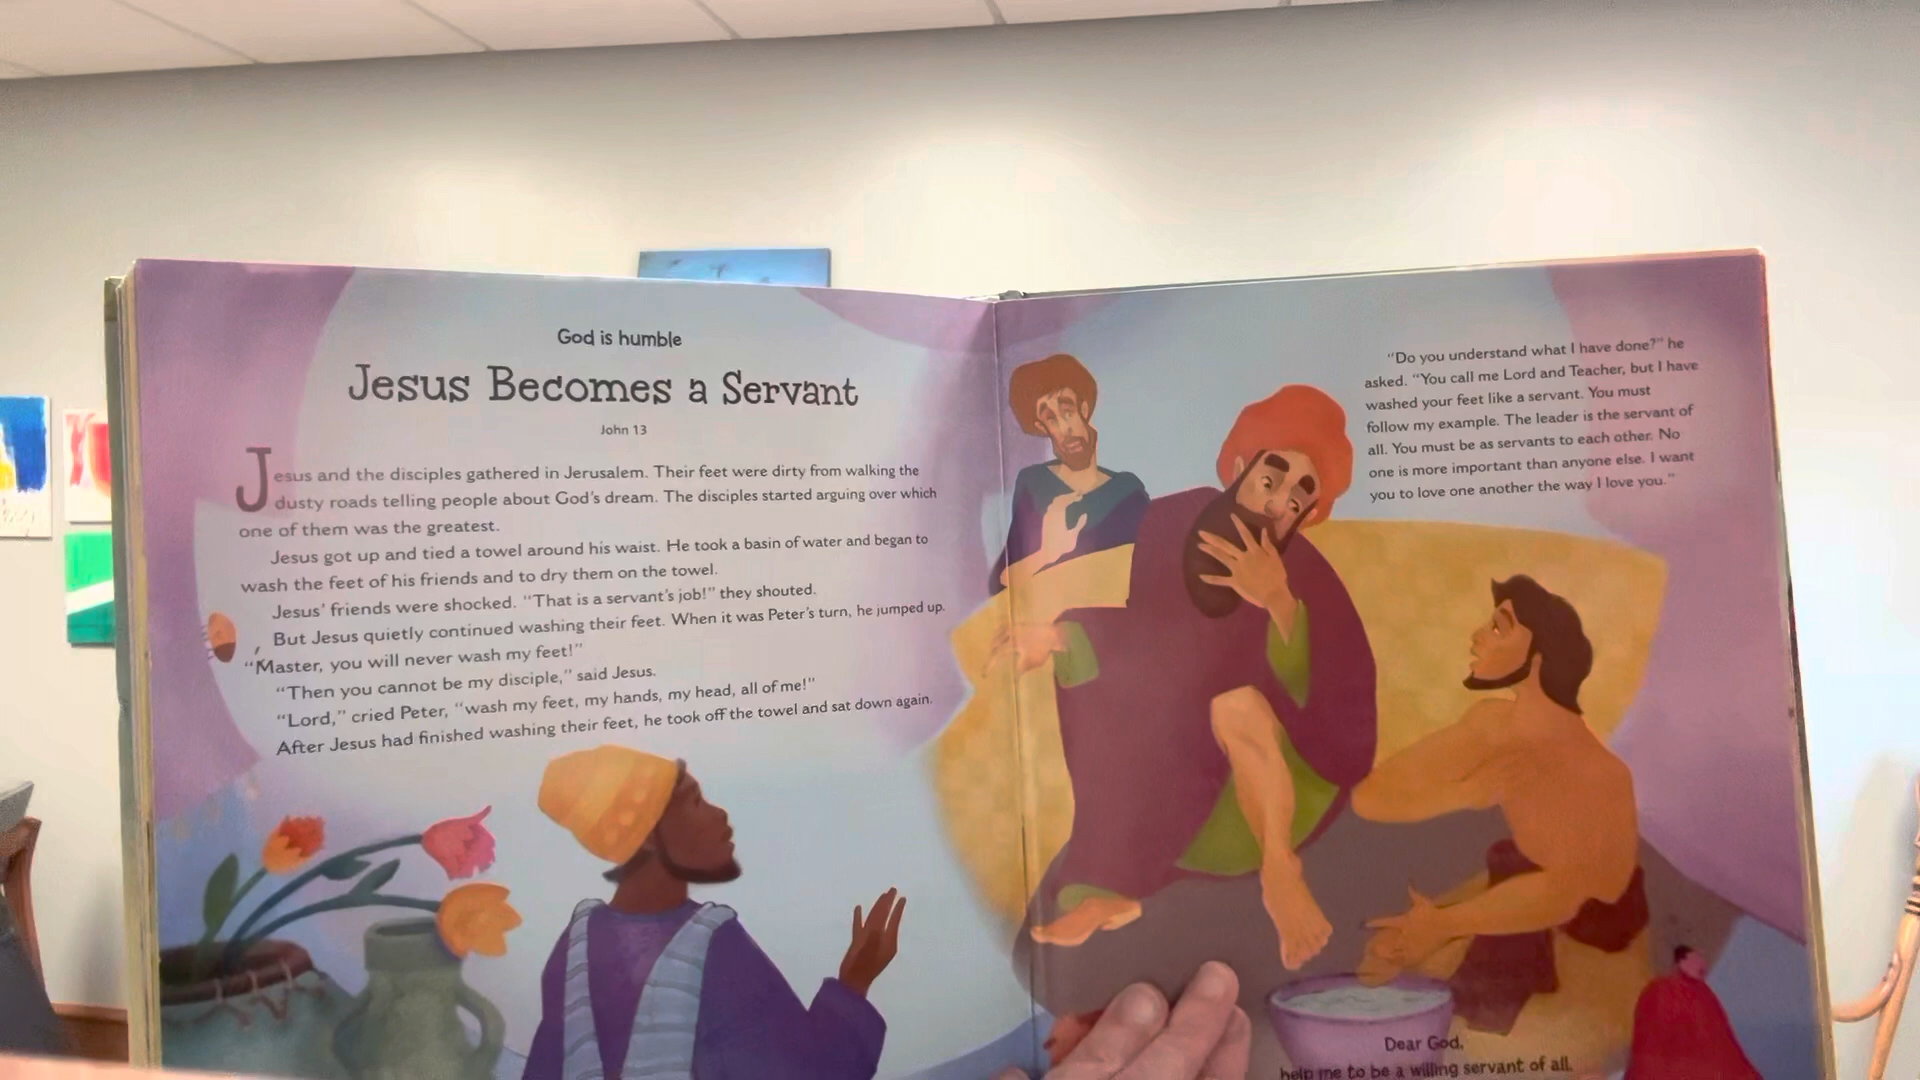 God is humble
Jesus Becomes a Servant
John 13
Jesus and the disciples gathered in Jerusalem. Their feet were dirty from walking the
dusty roads telling people about God's dream. The disciples started arguing over which
one of them was the greatest.
Jesus got up and tied a towel around his waist. He took a basin of water and began to
wash the feet of his friends and to dry them on the towel.
Jesus' friends were shocked. "That is a servant's job!" they shouted.
But Jesus quietly continued washing their feet. When it was Peter's turn, he jumped up.
"Master, you will never wash my feet!"
"Then you cannot be my disciple," said Jesus.
"Lord," cried Peter, "wash my feet, my hands, my head, all of me!"
After Jesus had finished washing their feet, he took off the towel and sat down again.
"Do you understand what I have done?" he
asked. "You call me Lord and Teacher, but I have
washed your feet like a servant. You must
follow my example. The leader is the servant of
all. You must be as servants to each other. No
one is more important than anyone else. I want
you to love one another the way I love you."
Dear God,
help me to be a willing servant of all.